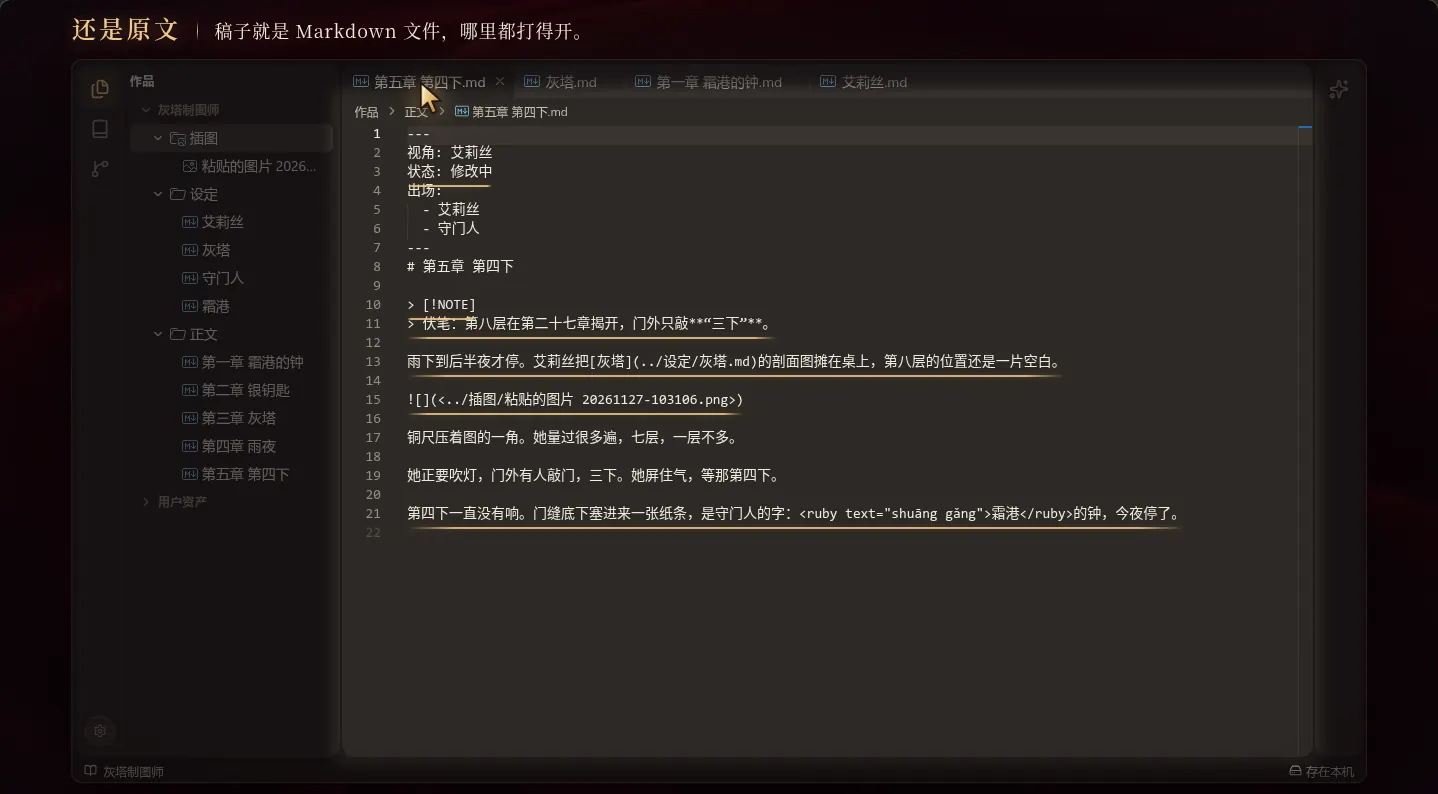 还是原文 | 稿子就是 Markdown 文件，哪里都打得开。
作品
灰塔制图师
插图
粘贴的图片 2026...
设定
艾莉丝
灰塔
守门人
霜港
正文
第一章 霜港的钟
第二章 银钥匙
第三章 灰塔
第四章 雨夜
第五章 第四下
用户资产
第五章 第四下.md
灰塔.md
第一章 霜港的钟.md
艾莉丝.md
作品 > 正文 > 第五章 第四下.md
1 ---
2 视角: 艾莉丝
3 状态: 修改中
4 出场:
5 - 艾莉丝
6 - 守门人
7 ---
8 # 第五章 第四下
9
10 > [!NOTE]
11 > 伏笔：第八层在第二十七章揭开，门外只敲**“三下”**。
12
13 雨下到后半夜才停。艾莉丝把[灰塔](../设定/灰塔.md)的剖面图摊在桌上，第八层的位置还是一片空白。
14
15 ![](<../插图/粘贴的图片 20261127-103106.png>)
16
17 铜尺压着图的一角。她量过很多遍，七层，一层不多。
18
19 她正要吹灯，门外有人敲门，三下。她屏住气，等那第四下。
20
21 第四下一直没有响。门缝底下塞进来一张纸条，是守门人的字：<ruby text="shuāng gǎng">霜港</ruby>的钟，今夜停了。
22
灰塔制图师
存在本机